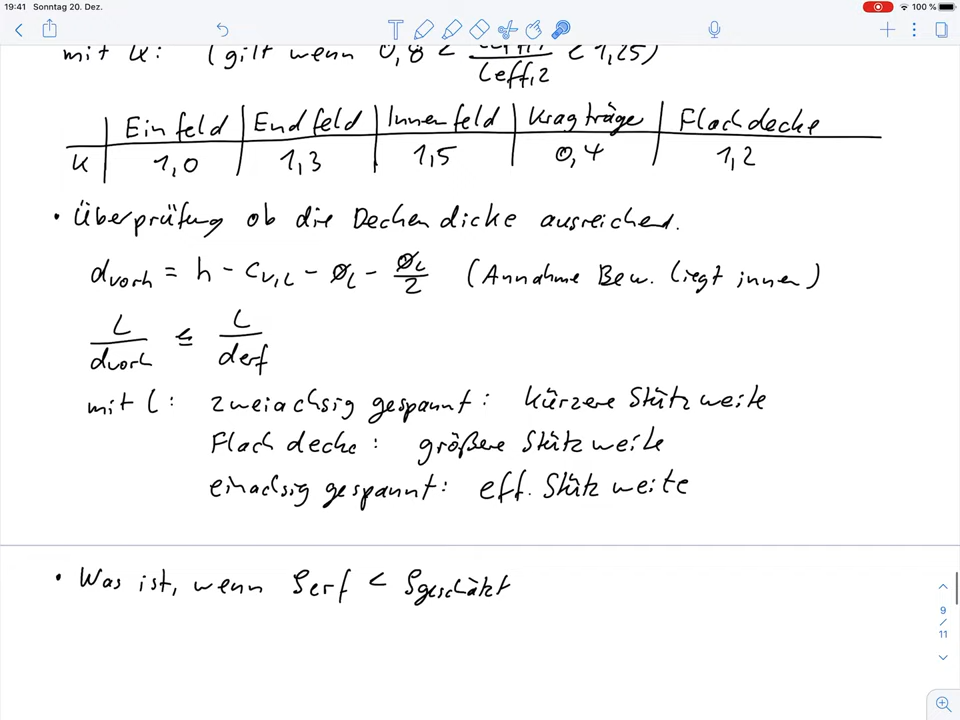 19:41 Sonntag 20. Dez. 100 %
mit K: (gilt wenn 0,8 < leff,1 / leff,2 < 1,25)
Einfeld | Endfeld | Innenfeld | Kragträger | Flachdecke
K | 1,0 | 1,3 | 1,5 | 0,4 | 1,2
• Überprüfung ob die Deckendicke ausreichend.
dvorh = h - cv,L - ØL - ØL/2 (Annahme Bew. liegt innen)
L/dvorh ≤ L/derf
mit l: zweiachsig gespannt: kürzere Stützweite
Flachdecke: größere Stützweite
einachsig gespannt: eff. Stützweite
• Was ist, wenn ρerf < ρgeschätzt
9
/
11